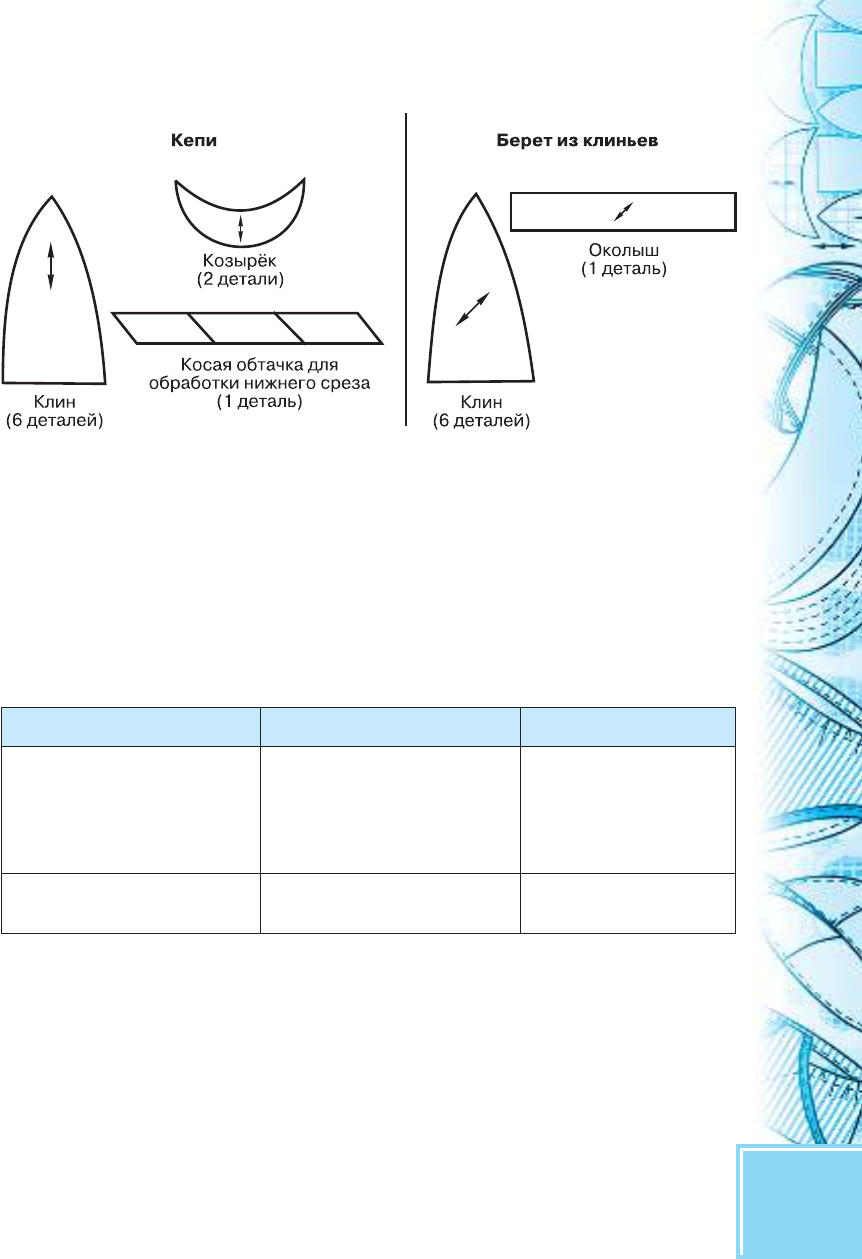 Кепи
Козырёк
(2 детали)
Косая обтачка для
обработки нижнего среза
(1 деталь)
Клин
(6 деталей)
Берет из клиньев
Околыш
(1 деталь)
Клин
(6 деталей)